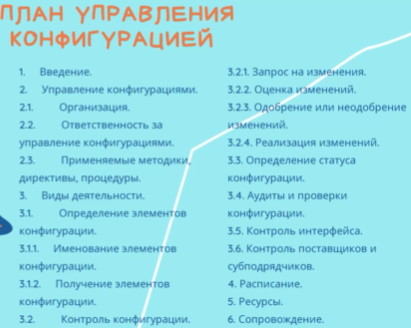 ПЛАН УПРАВЛЕНИЯ
КОНФИГУРАЦИЕЙ
1. Введение.
2. Управление конфигурациями.
2.1. Организация.
2.2. Ответственность за
управление конфигурациями.
2.3. Применяемые методики,
директивы, процедуры.
3. Виды деятельности.
3.1. Определение элементов
конфигурации.
3.1.1. Именование элементов
конфигурации.
3.1.2. Получение элементов
конфигурации.
3.2. Контроль конфигурации.
3.2.1. Запрос на изменения.
3.2.2. Оценка изменений.
3.2.3. Одобрение или неодобрение
изменений.
3.2.4. Реализация изменений.
3.3. Определение статуса
конфигурации.
3.4. Аудиты и проверки
конфигурации.
3.5. Контроль интерфейса.
3.6. Контроль поставщиков и
субподрядчиков.
4. Расписание.
5. Ресурсы.
6. Сопровождение.